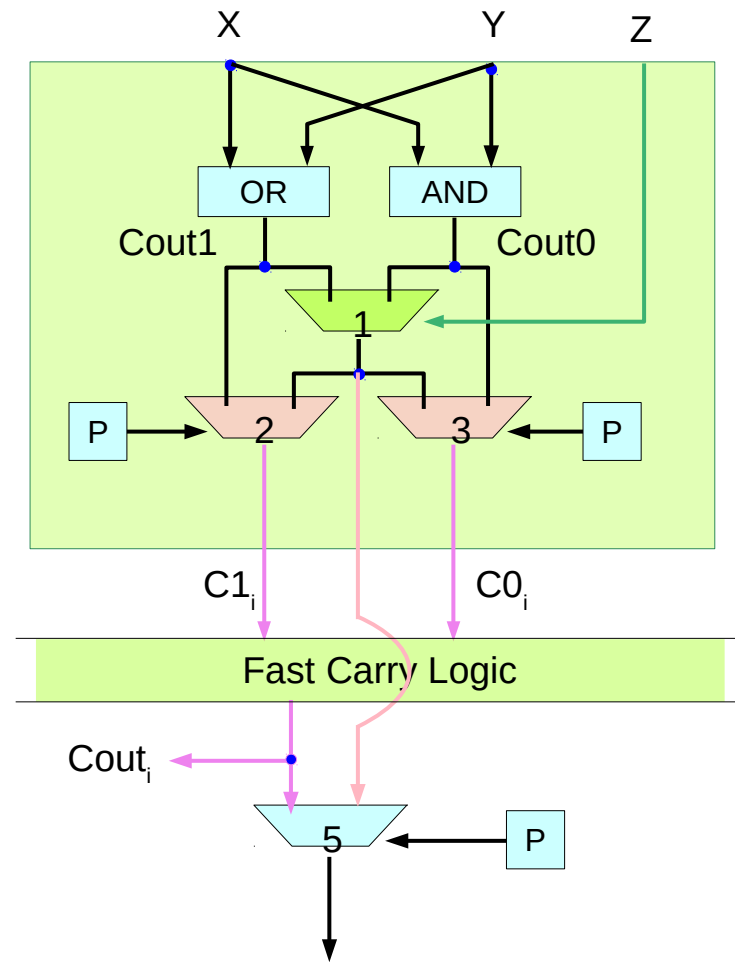 X Y Z
OR AND
Cout1 Cout0
1
P 2 3 P
C1i C0i
Fast Carry Logic
Couti
5 P